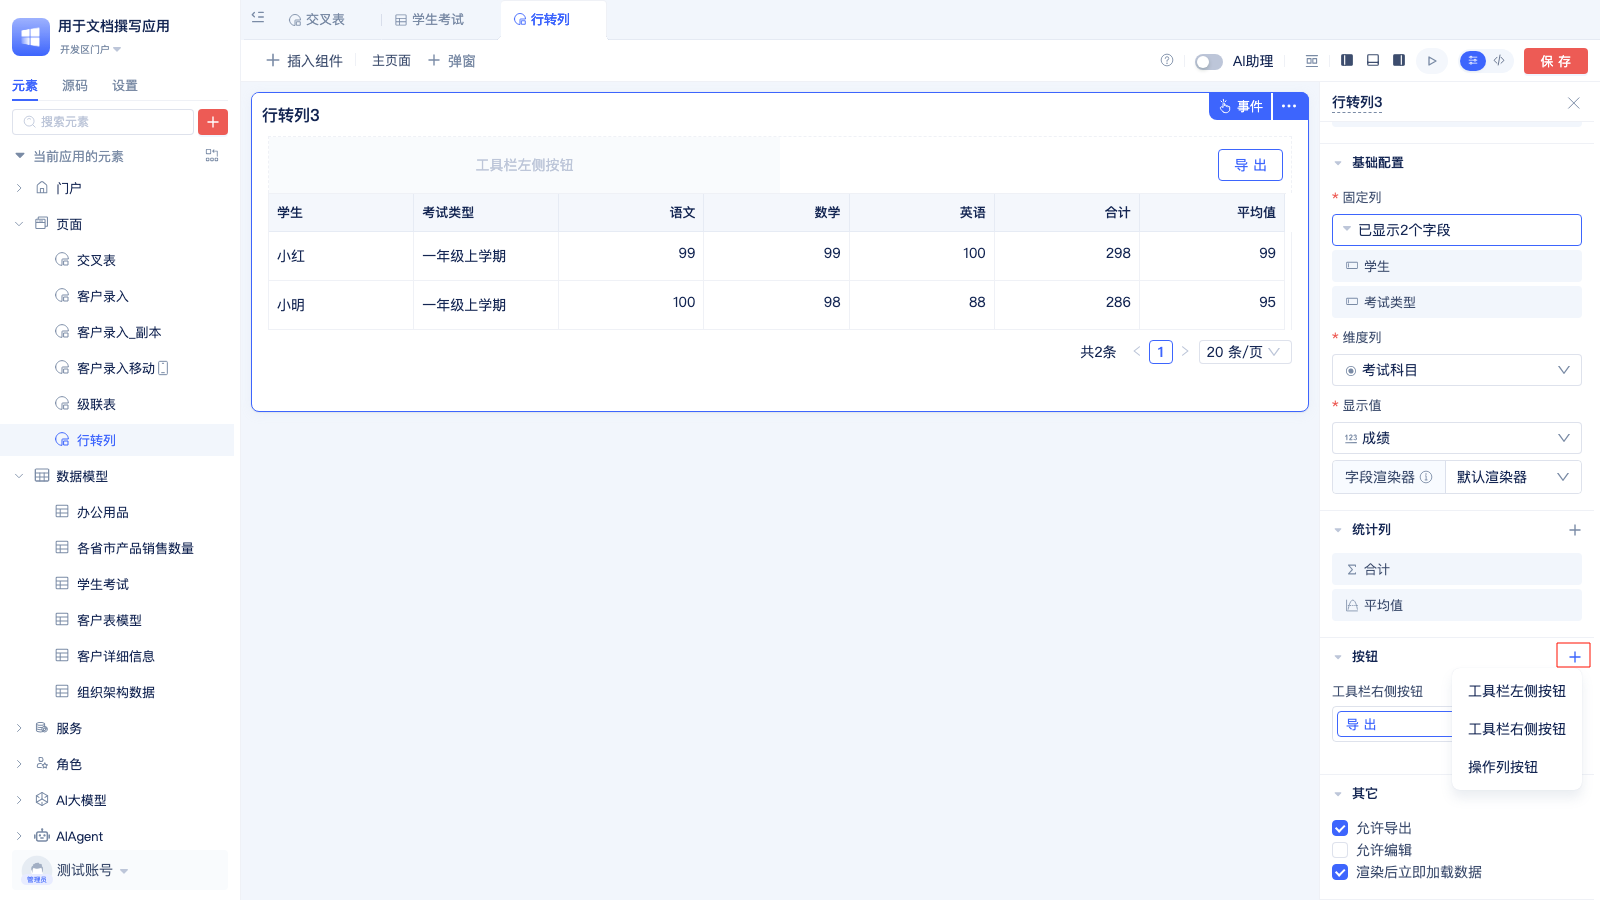 用于文档撰写应用
开发区门户
元素 源码 设置
搜索元素
当前应用的元素
门户
页面
交叉表
客户录入
客户录入_副本
客户录入移动
级联表
行转列
数据模型
办公用品
各省市产品销售数量
学生考试
客户表模型
客户详细信息
组织架构数据
服务
角色
AI大模型
AIAgent
管理员
测试账号
交叉表 学生考试 行转列
插入组件 主页面 弹窗
AI助理
保 存
行转列3
事件
工具栏左侧按钮
导 出
学生 考试类型 语文 数学 英语 合计 平均值
小红 一年级上学期 99 99 100 298 99
小明 一年级上学期 100 98 88 286 95
共2条 1 20 条/页
行转列3
基础配置
* 固定列
已显示2个字段
学生
考试类型
* 维度列
考试科目
* 显示值
123 成绩
字段渲染器 默认渲染器
统计列
合计
平均值
按钮
工具栏右侧按钮
导 出
工具栏左侧按钮
工具栏右侧按钮
操作列按钮
其它
允许导出
允许编辑
渲染后立即加载数据